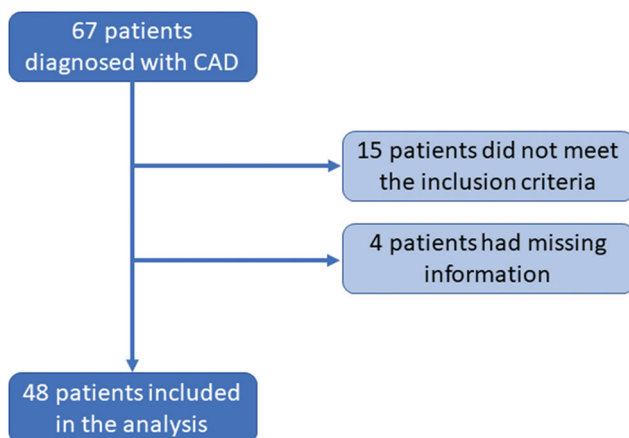 67 patients
diagnosed with CAD
15 patients did not meet
the inclusion criteria
4 patients had missing
information
48 patients included
in the analysis